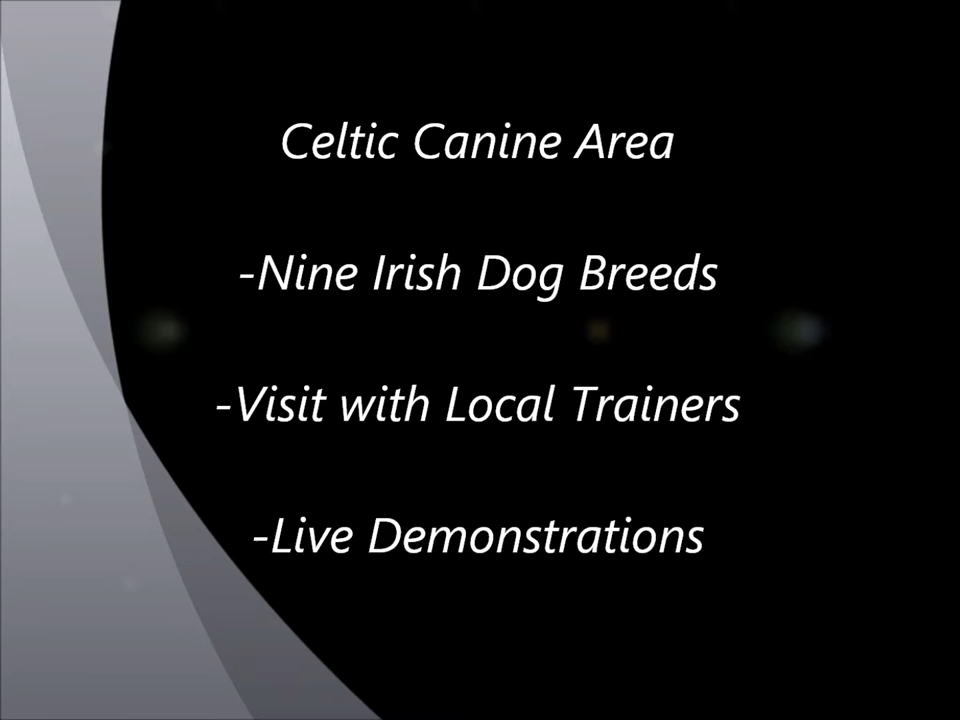 Celtic Canine Area
-Nine Irish Dog Breeds
-Visit with Local Trainers
-Live Demonstrations